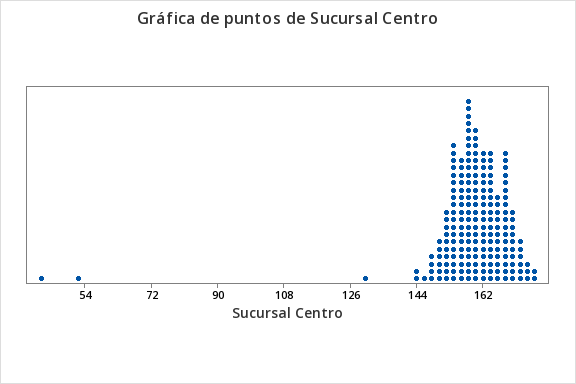 Gráfica de puntos de Sucursal Centro
54 72 90 108 126 144 162
Sucursal Centro